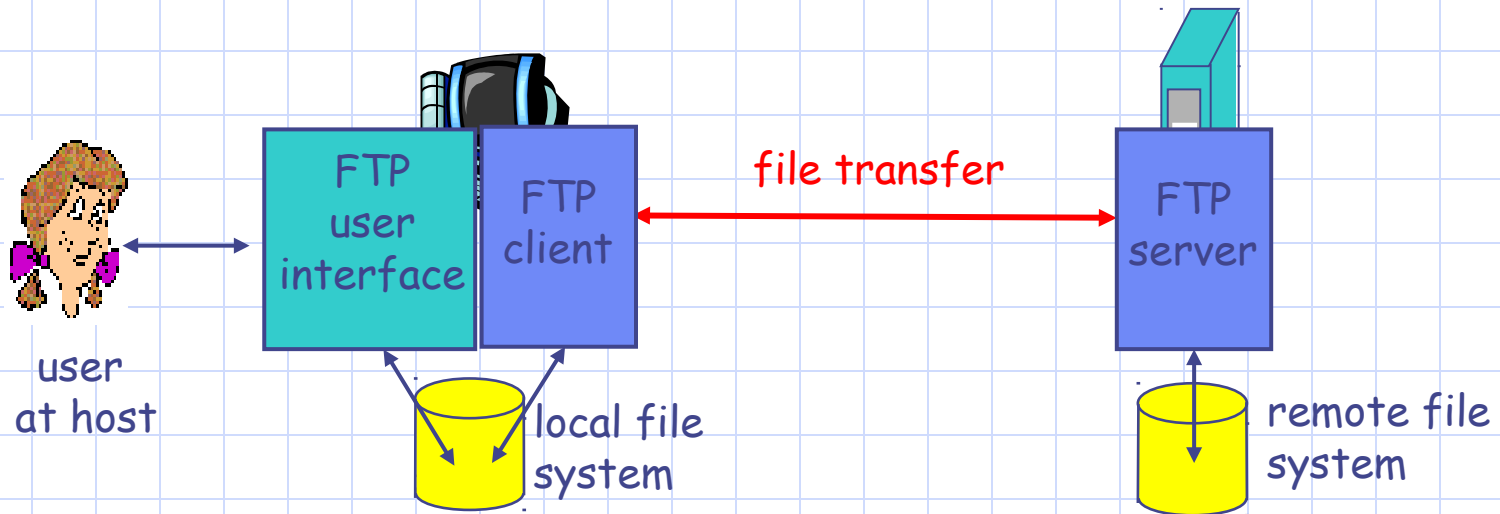 FTP
user
interface
FTP
client
file transfer
FTP
server
user
at host
local file
system
remote file
system